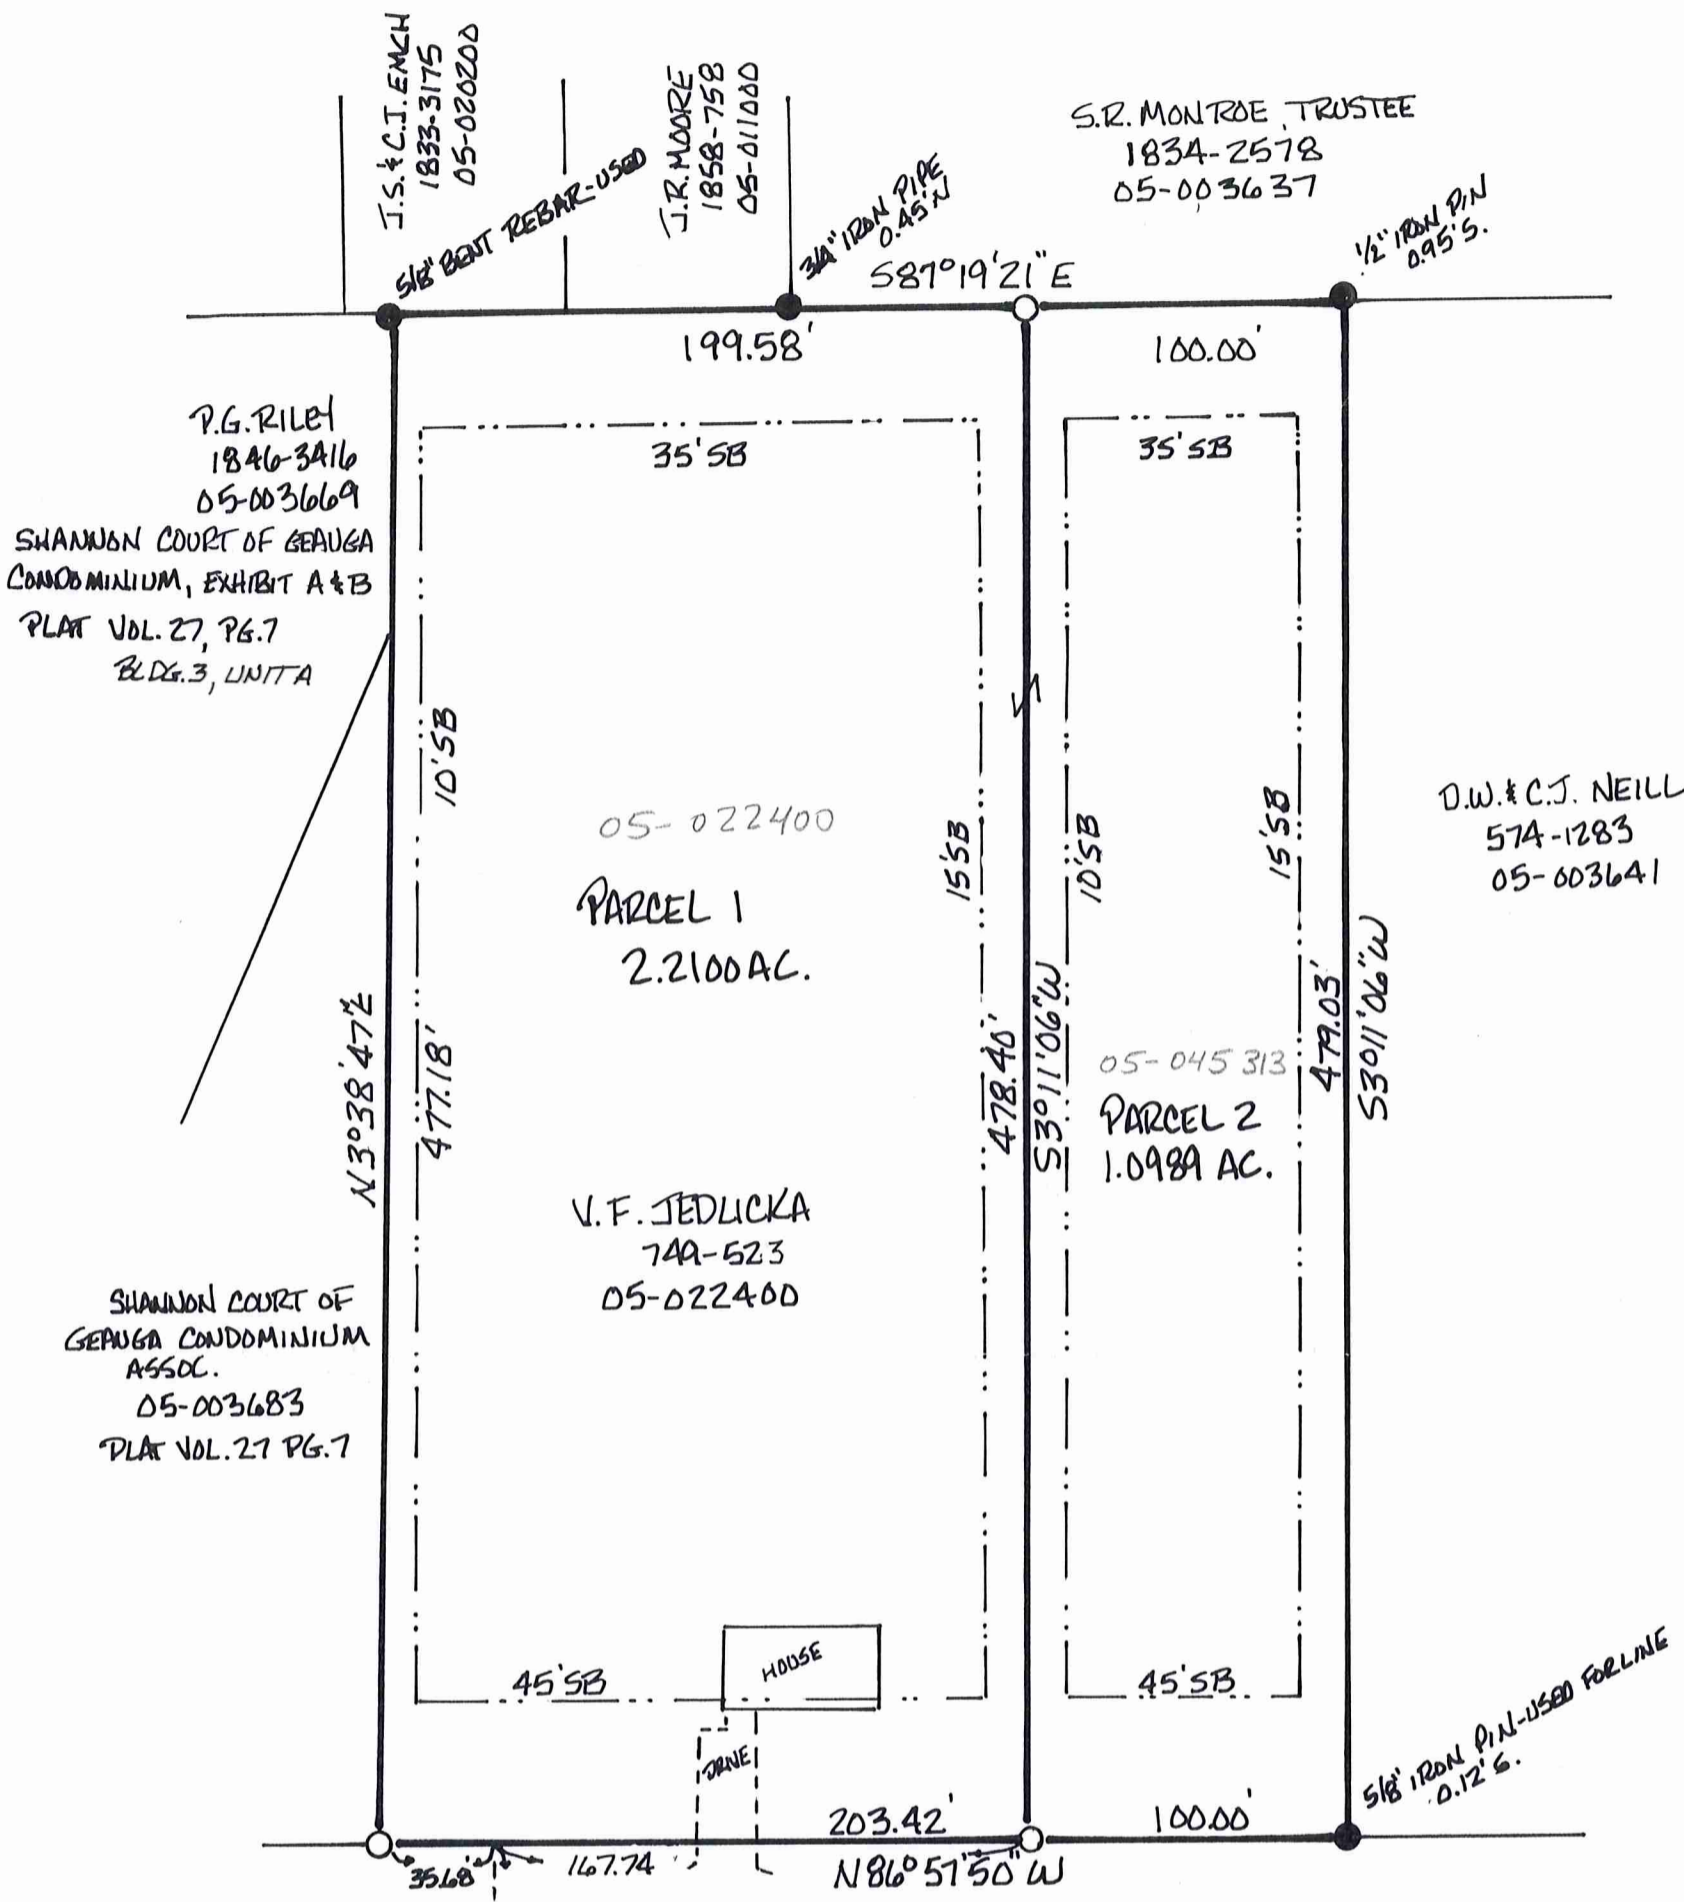 J.S. & C.J. EMCH
1833-3175
05-020200
J.R. MOORE
1858-758
05-011000
S.R. MONROE, TRUSTEE
1834-2578
05-003637
5/8" BENT REBAR-USED
3/4" IRON PIPE
0.45'N
1/2" IRON PIN
0.95'S.
S87°19'21"E
199.58'
100.00'
P.G. RILEY
1846-3416
05-003669
SHANNON COURT OF GEAUGA
CONDOMINIUM, EXHIBIT A & B
PLAT VOL. 27, PG. 7
BLDG. 3, UNIT A
35'SB
35'SB
10'SB
15'SB
10'SB
15'SB
05-022400
PARCEL 1
2.2100 AC.
D.W. & C.J. NEILL
574-1283
05-003641
N3°38'47"E
477.18'
478.40'
S3°11'06"W
479.03'
S3°11'06"W
05-045313
PARCEL 2
1.0989 AC.
V.F. JEDLICKA
749-523
05-022400
SHANNON COURT OF
GEAUGA CONDOMINIUM
ASSOC.
05-003683
PLAT VOL. 27 PG. 7
HOUSE
45'SB
45'SB
DRIVE
5/8" IRON PIN-USED FOR LINE
0.12'S.
203.42'
100.00'
35.68'
167.74
N86°57'50"W